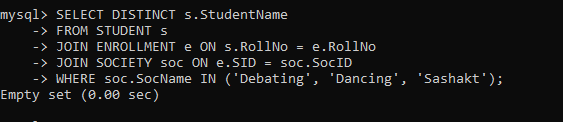 mysql> SELECT DISTINCT s.StudentName
-> FROM STUDENT s
-> JOIN ENROLLMENT e ON s.RollNo = e.RollNo
-> JOIN SOCIETY soc ON e.SID = soc.SocID
-> WHERE soc.SocName IN ('Debating', 'Dancing', 'Sashakt');
Empty set (0.00 sec)